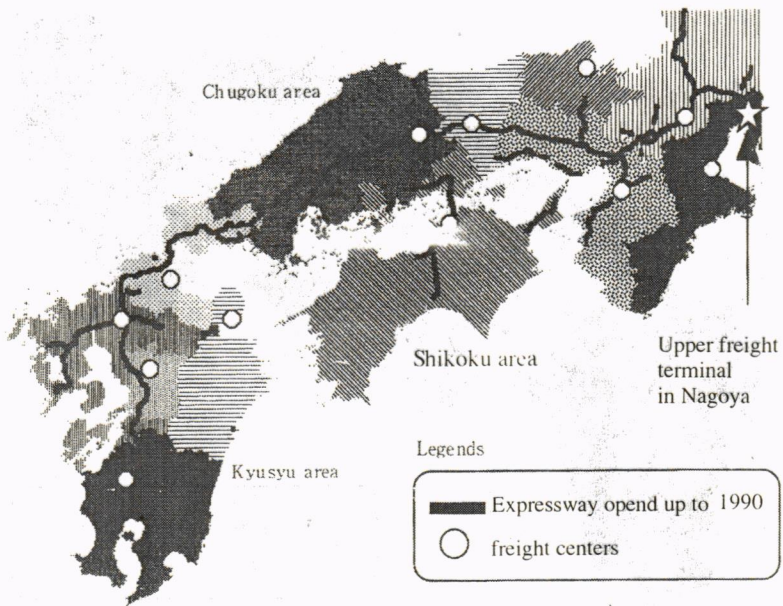 Chugoku area
Shikoku area
Upper freight
terminal
in Nagoya
Kyusyu area
Legends
Expressway opend up to 1990
freight centers